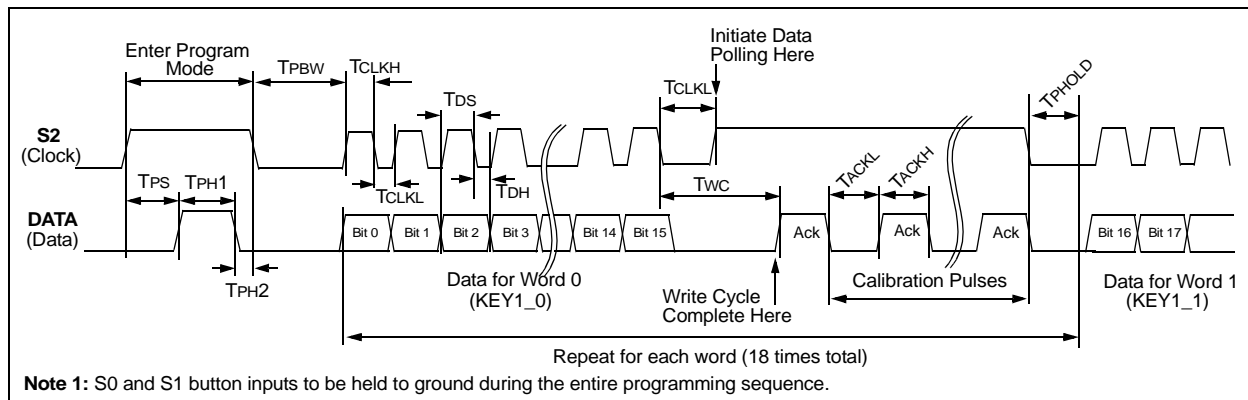 Enter Program
Mode
TPBW
TCLKH
TDS
TCLKL
Initiate Data
Polling Here
TPHOLD
S2
(Clock)
TPS
TPH1
TCLKL
TDH
TWC
TACKL
TACKH
DATA
(Data)
Bit 0
Bit 1
Bit 2
Bit 3
Bit 14
Bit 15
Ack
Ack
Ack
Bit 16
Bit 17
TPH2
Data for Word 0
(KEY1_0)
Write Cycle
Complete Here
Calibration Pulses
Data for Word 1
(KEY1_1)
Repeat for each word (18 times total)
Note 1: S0 and S1 button inputs to be held to ground during the entire programming sequence.